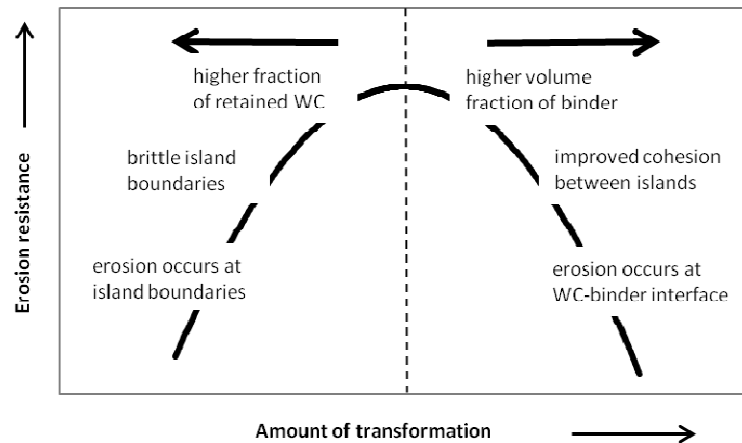 higher fraction
of retained WC
brittle island
boundaries
erosion occurs at
island boundaries
higher volume
fraction of binder
improved cohesion
between islands
erosion occurs at
WC-binder interface
Erosion resistance
Amount of transformation